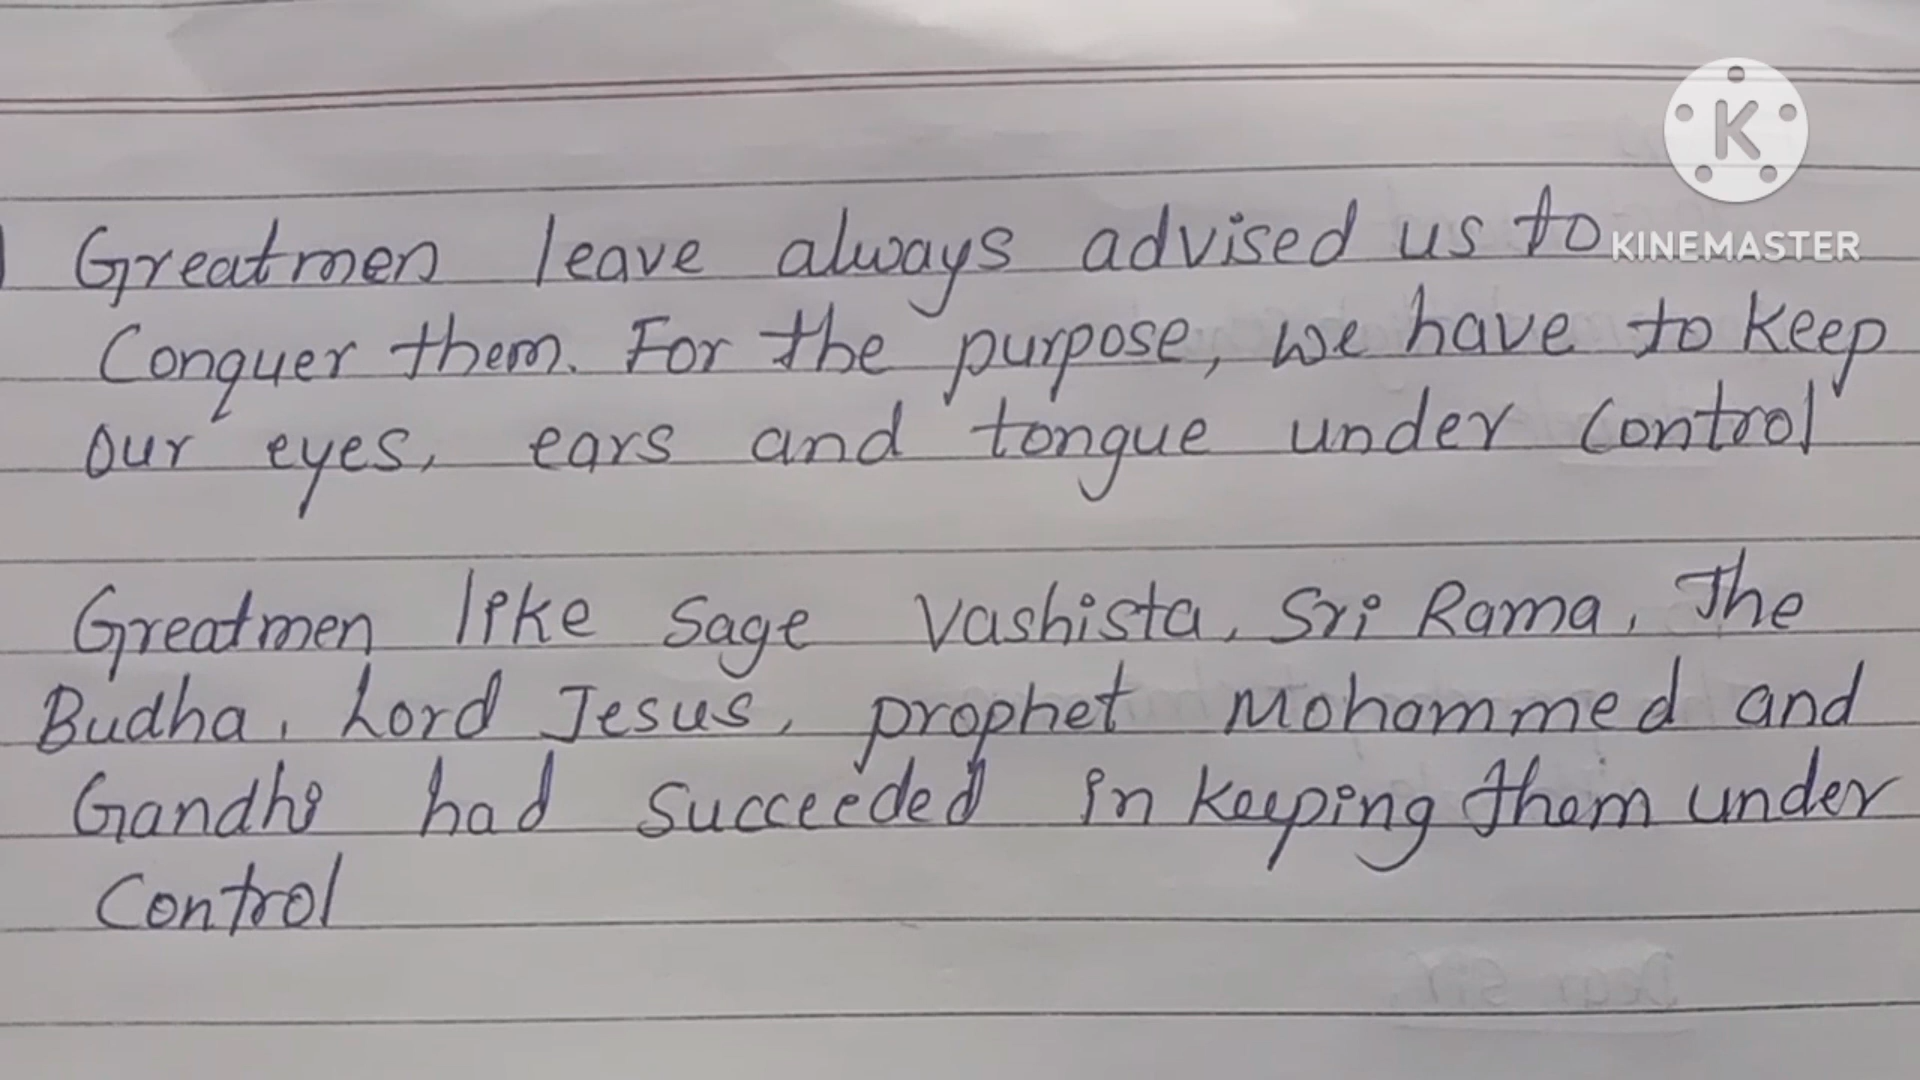 Greatmen leave always advised us to
Conquer them. For the purpose, we have to keep
our eyes, ears and tongue under control
Greatmen like Sage Vashista, Sri Rama, The
Budha, Lord Jesus, prophet Mohammed and
Gandhi had succeeded in keeping them under
Control
K
KINEMASTER
Dear Sir,